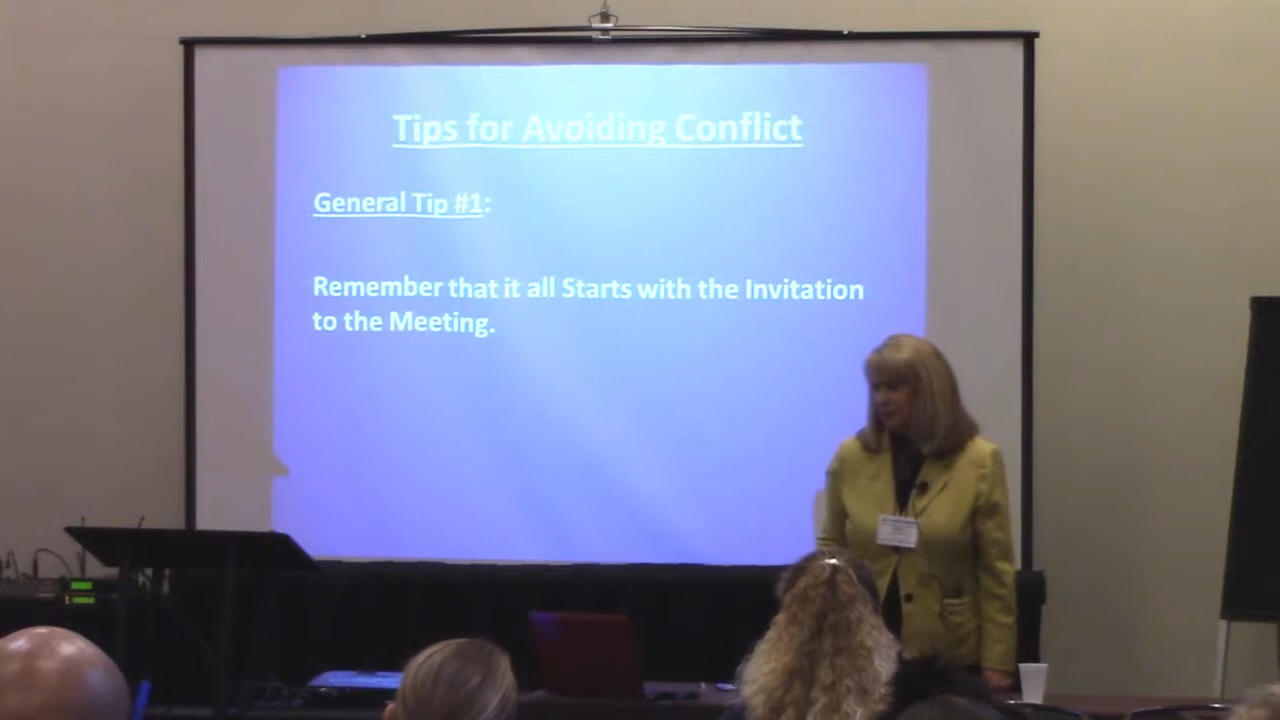 Tips for Avoiding Conflict
General Tip #1:
Remember that it all Starts with the Invitation
to the Meeting.